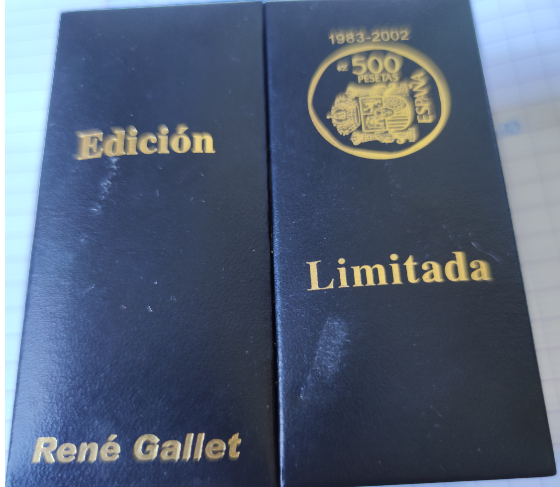 Edición
René Gallet
1983-2002
500
PESETAS
ESPAÑA
Limitada